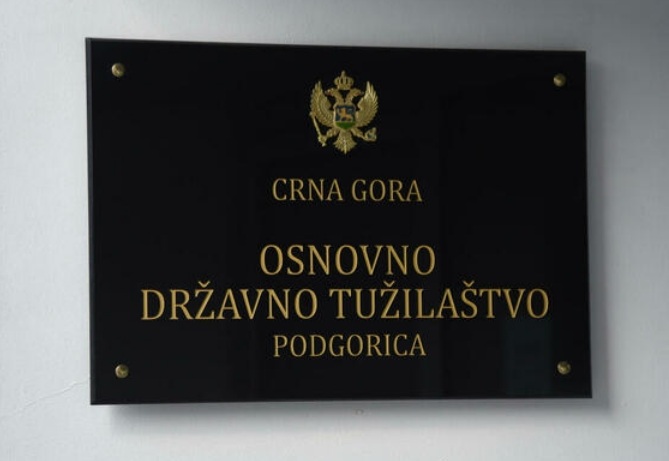 CRNA GORA
OSNOVNO
DRŽAVNO TUŽILAŠTVO
PODGORICA